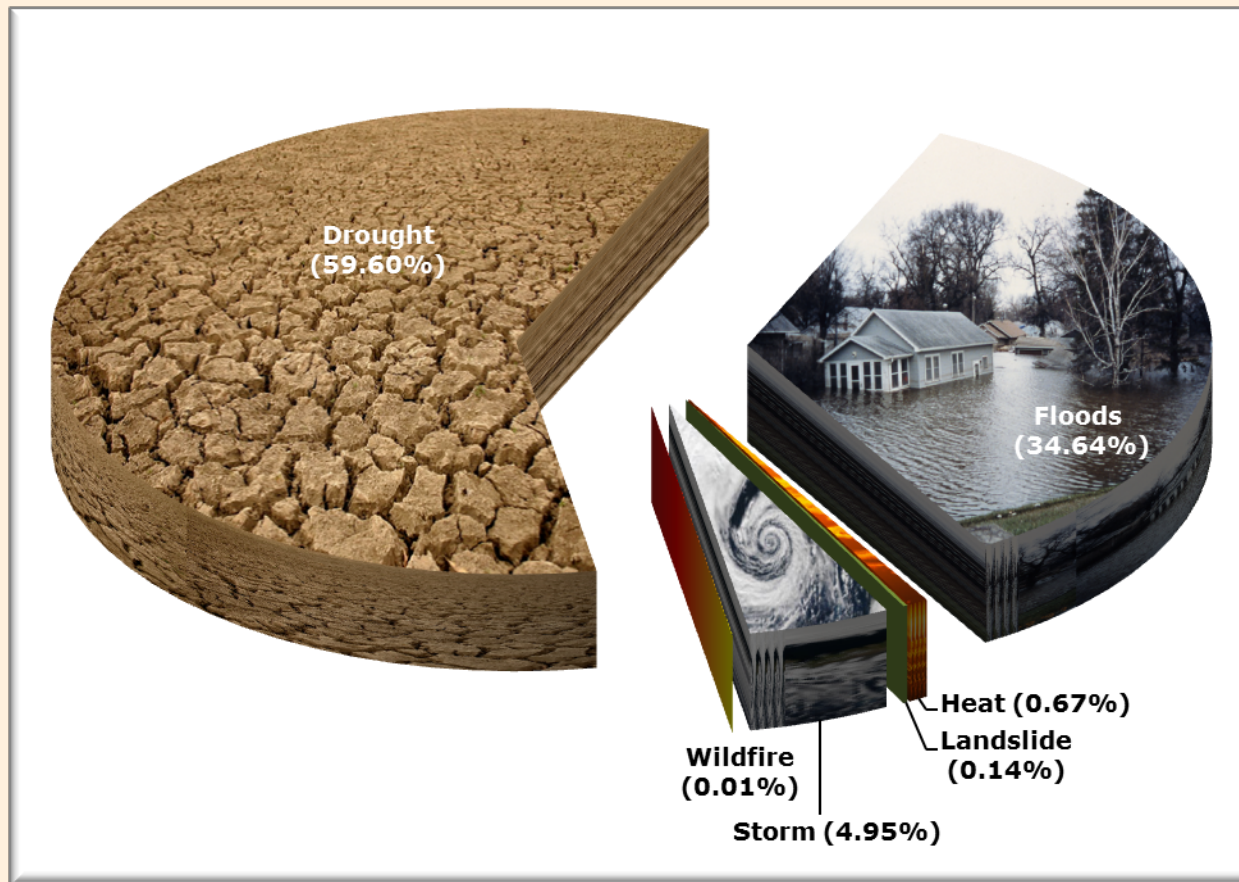 Drought
(59.60%)
Floods
(34.64%)
Heat (0.67%)
Landslide
(0.14%)
Wildfire
(0.01%)
Storm (4.95%)